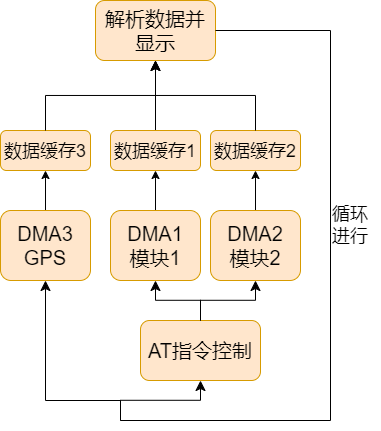 解析数据并
显示
数据缓存3
数据缓存1
数据缓存2
循环
进行
DMA3
GPS
DMA1
模块1
DMA2
模块2
AT指令控制